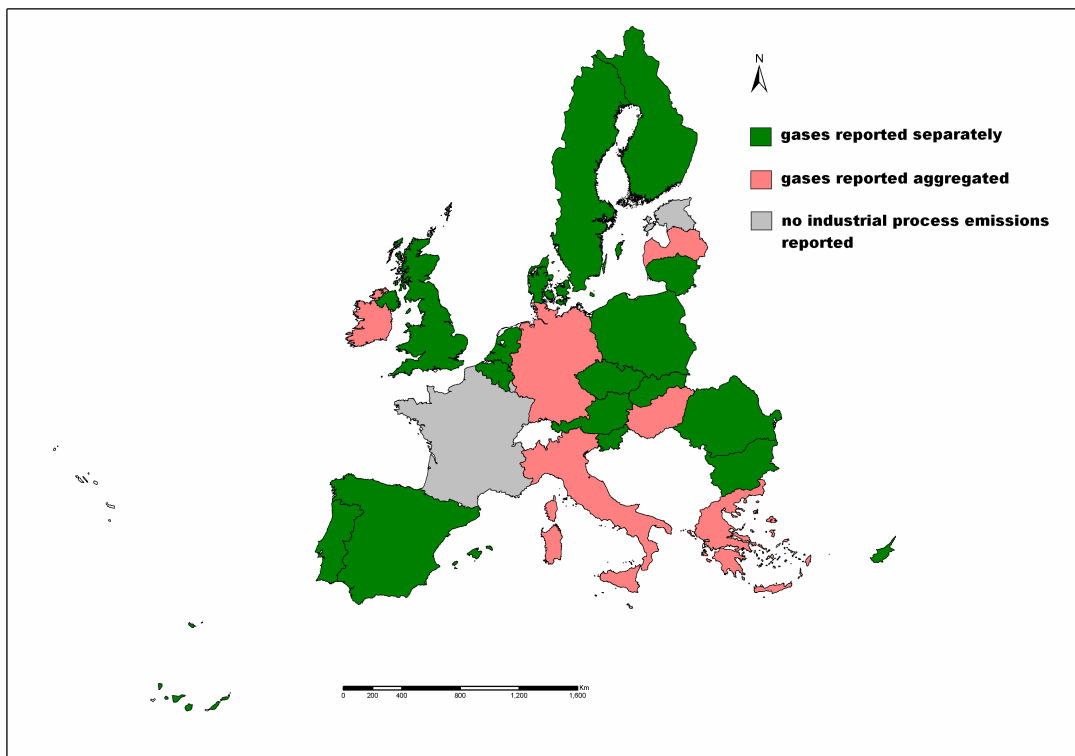 N
gases reported separately
gases reported aggregated
no industrial process emissions
reported
Km
0 200 400 800 1,200 1,600